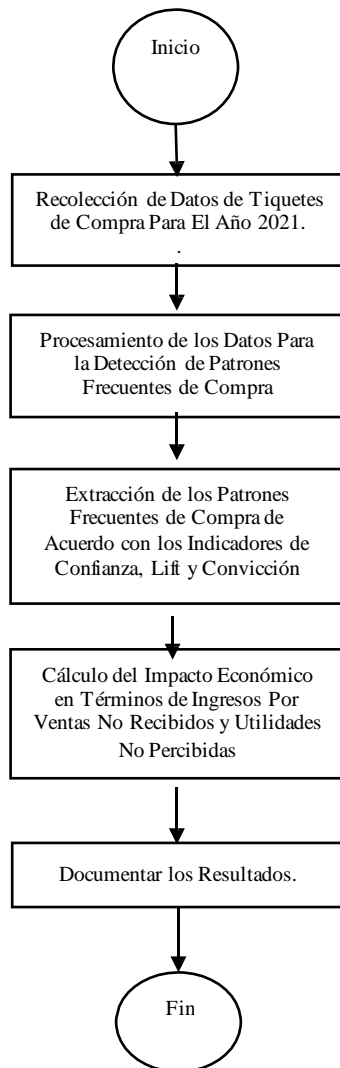 Inicio
Recolección de Datos de Tiquetes
de Compra Para El Año 2021.
.
Procesamiento de los Datos Para
la Detección de Patrones
Frecuentes de Compra
Extracción de los Patrones
Frecuentes de Compra de
Acuerdo con los Indicadores de
Confianza, Lift y Convicción
Cálculo del Impacto Económico
en Términos de Ingresos Por
Ventas No Recibidos y Utilidades
No Percibidas
Documentar los Resultados.
Fin